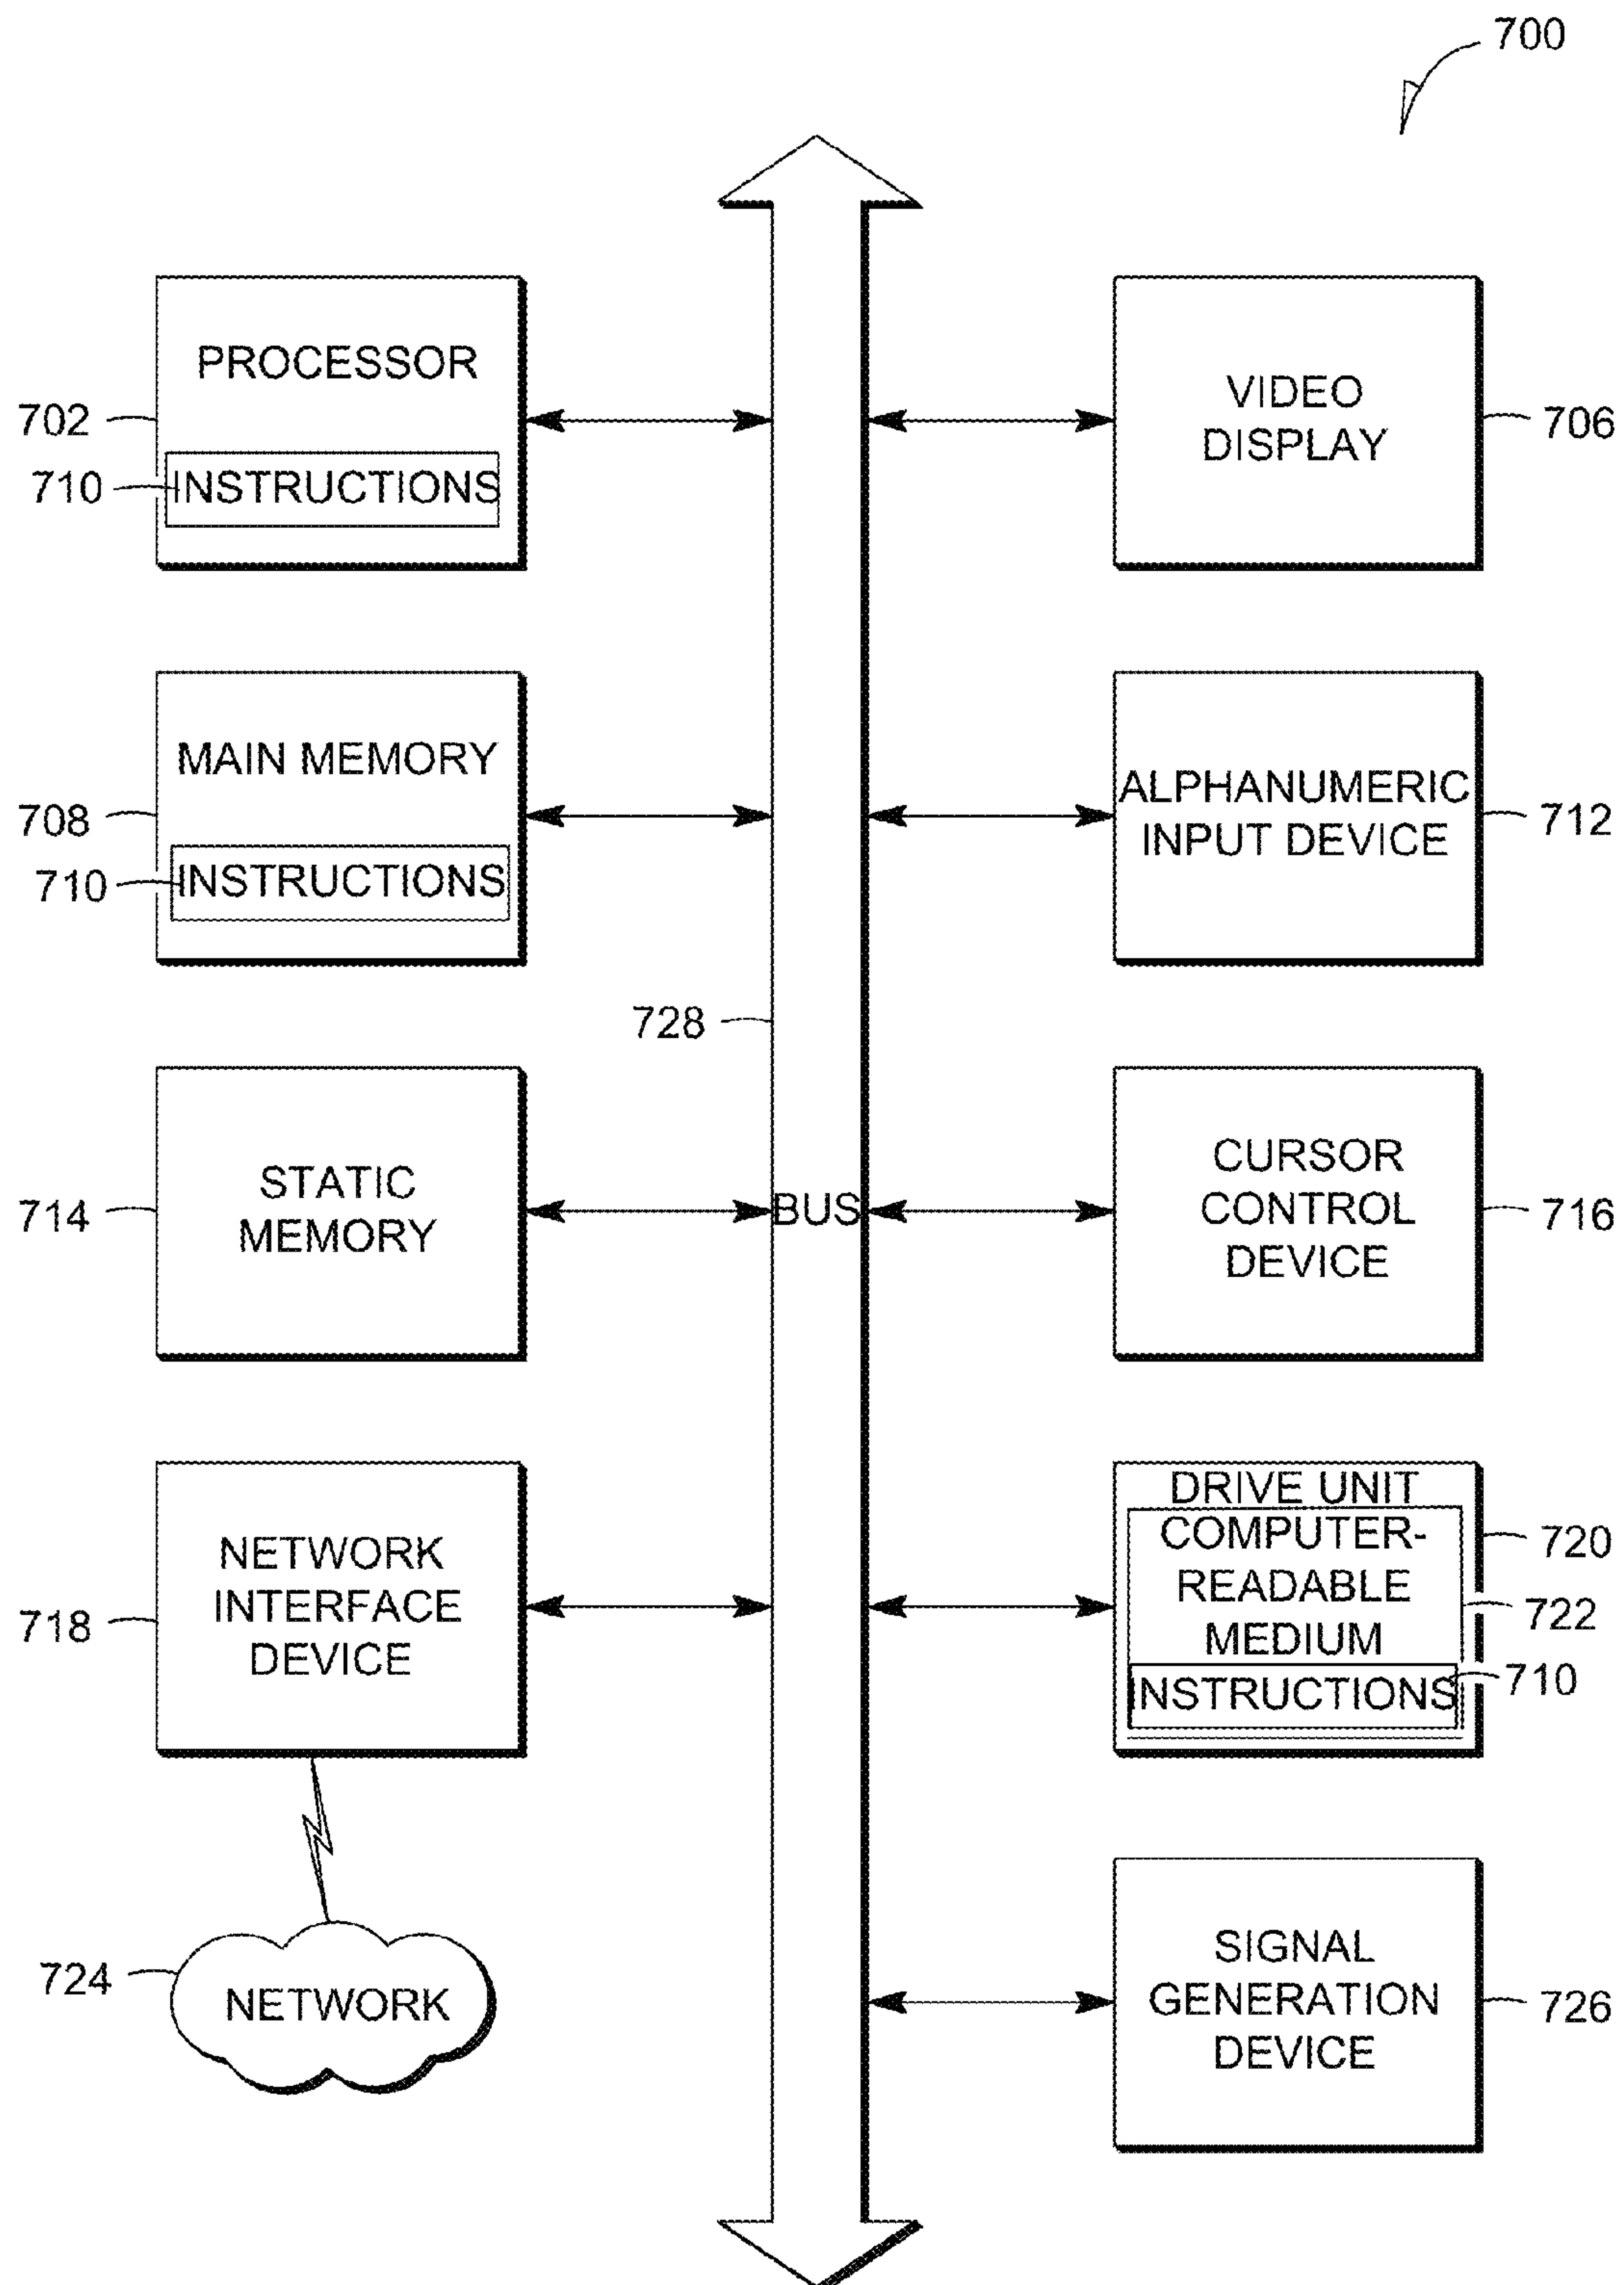 700
PROCESSOR
702
710
INSTRUCTIONS
VIDEO
DISPLAY
706
MAIN MEMORY
708
710
INSTRUCTIONS
ALPHANUMERIC
INPUT DEVICE
712
728
BUS
STATIC
MEMORY
714
CURSOR
CONTROL
DEVICE
716
NETWORK
INTERFACE
DEVICE
718
DRIVE UNIT
720
COMPUTER-
READABLE
MEDIUM
722
INSTRUCTIONS
710
724
NETWORK
SIGNAL
GENERATION
DEVICE
726